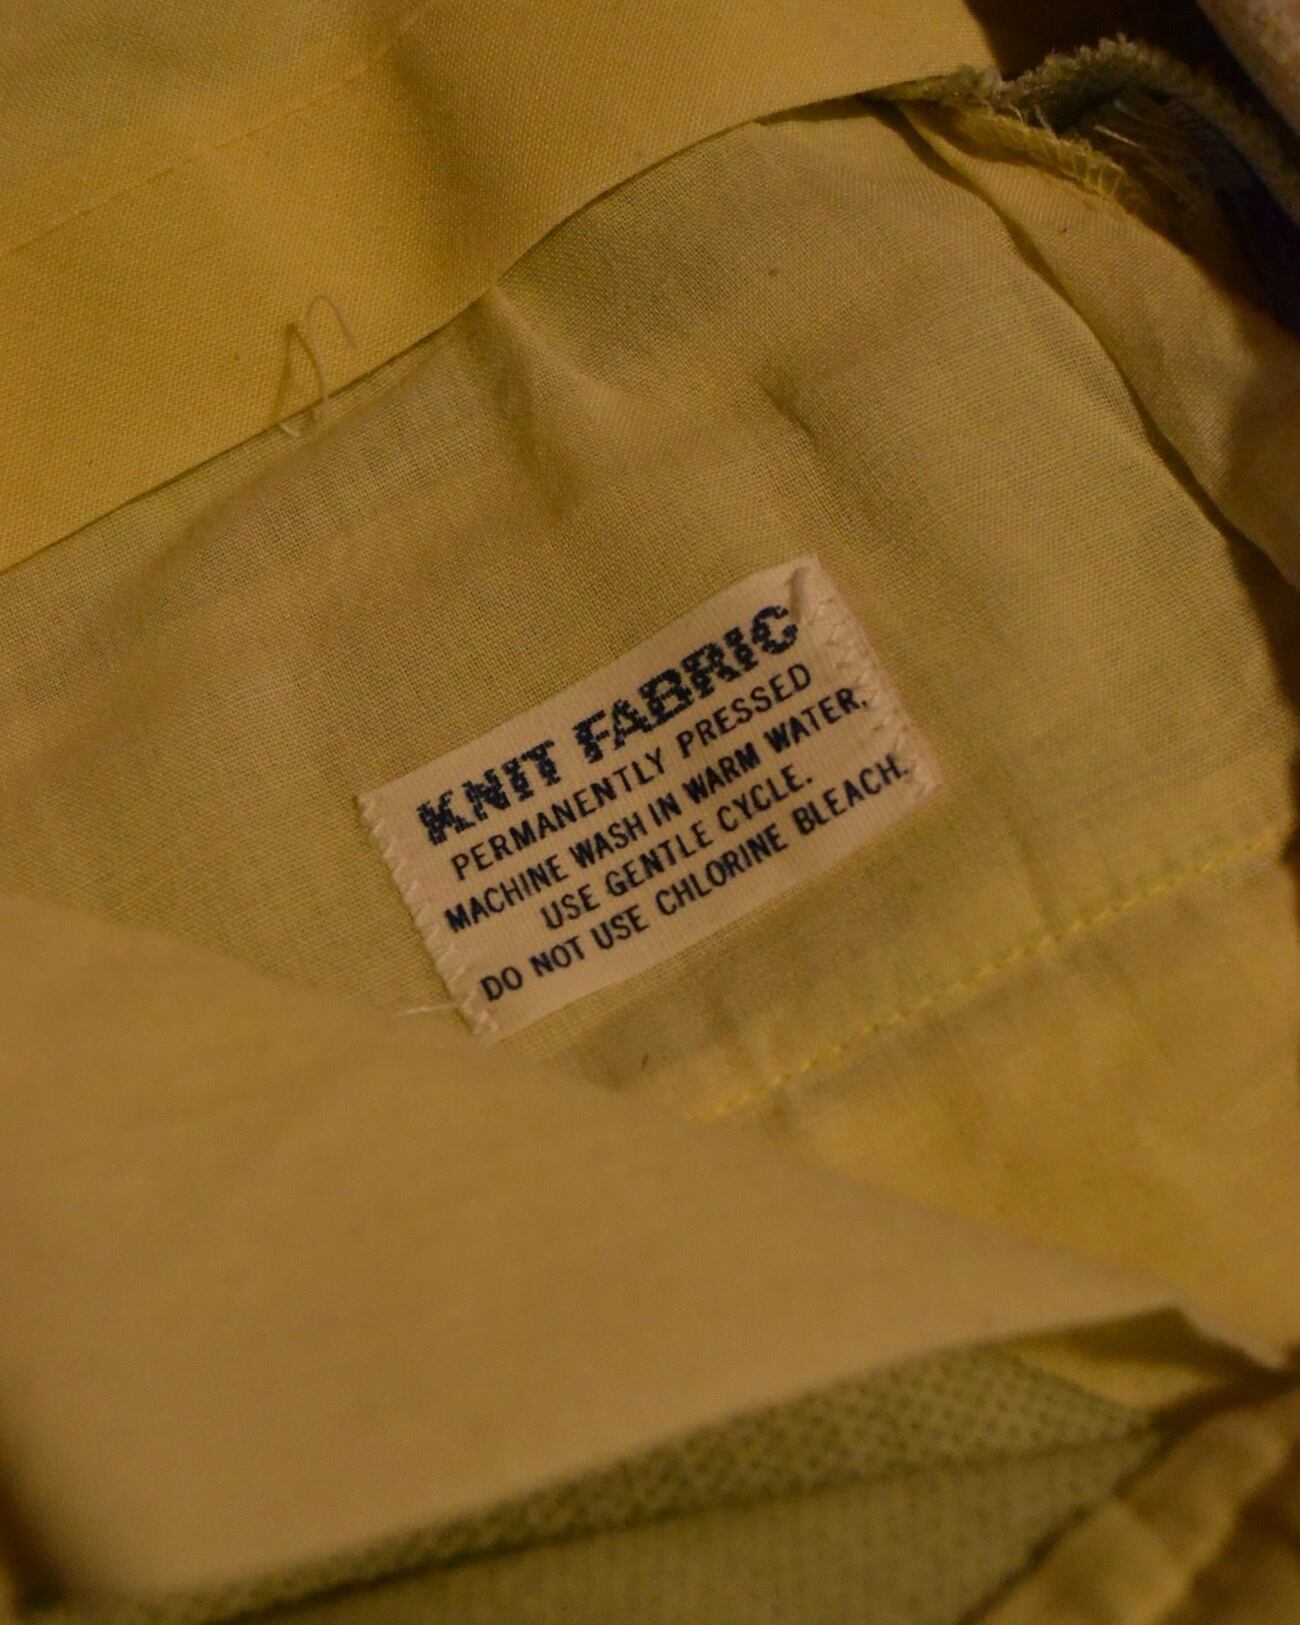 KNIT FABRIC
PERMANENTLY PRESSED
MACHINE WASH IN WARM WATER,
USE GENTLE CYCLE.
DO NOT USE CHLORINE BLEACH.